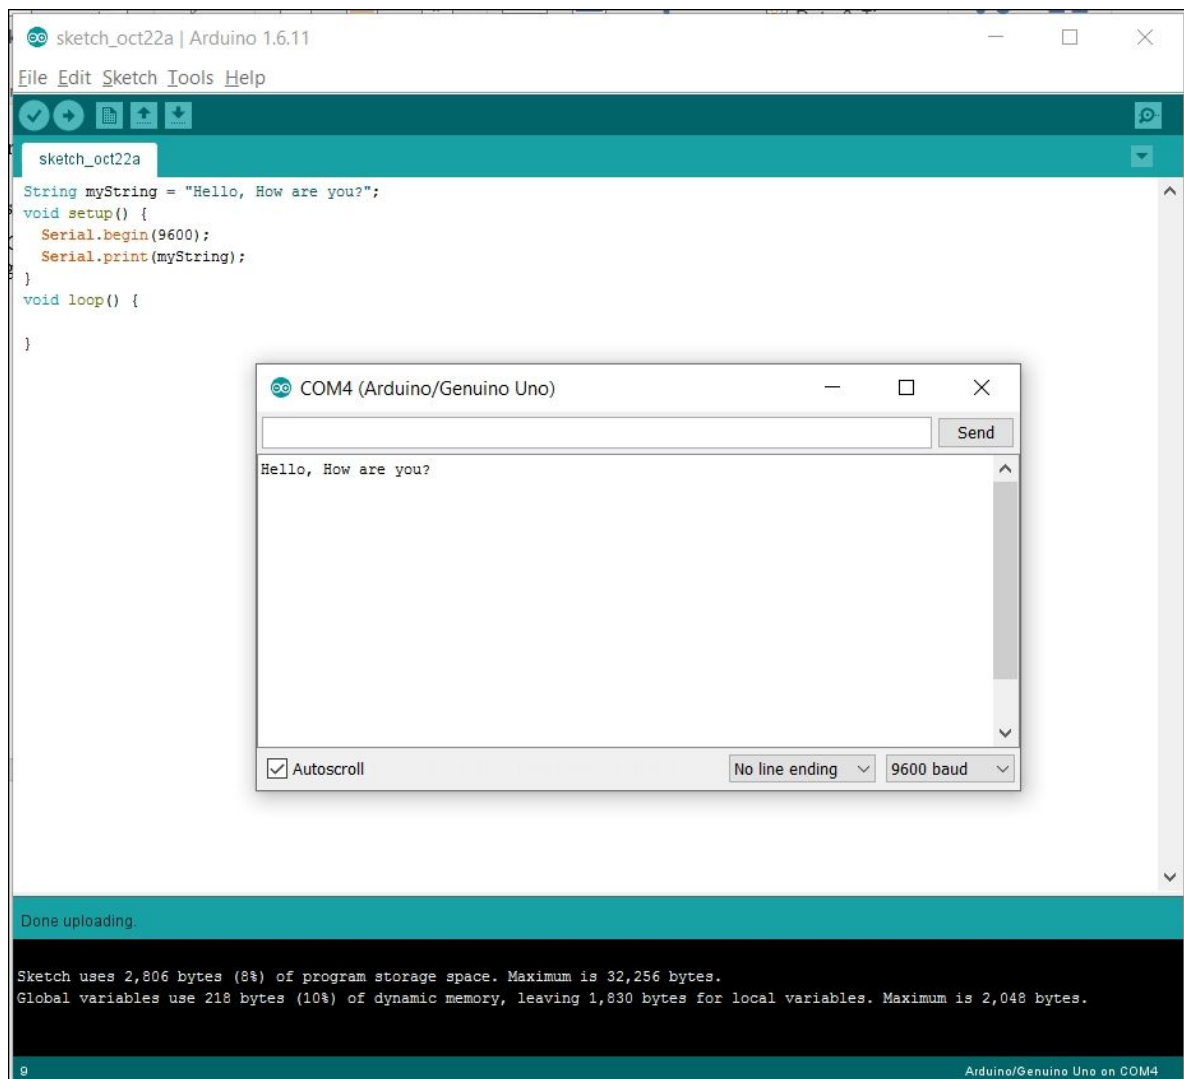 sketch_oct22a | Arduino 1.6.11
File Edit Sketch Tools Help
sketch_oct22a
String myString = "Hello, How are you?";
void setup() {
  Serial.begin(9600);
  Serial.print(myString);
}
void loop() {
}
COM4 (Arduino/Genuino Uno)
Send
Hello, How are you?
Autoscroll
No line ending
9600 baud
Done uploading.
Sketch uses 2,806 bytes (8%) of program storage space. Maximum is 32,256 bytes.
Global variables use 218 bytes (10%) of dynamic memory, leaving 1,830 bytes for local variables. Maximum is 2,048 bytes.
9
Arduino/Genuino Uno on COM4